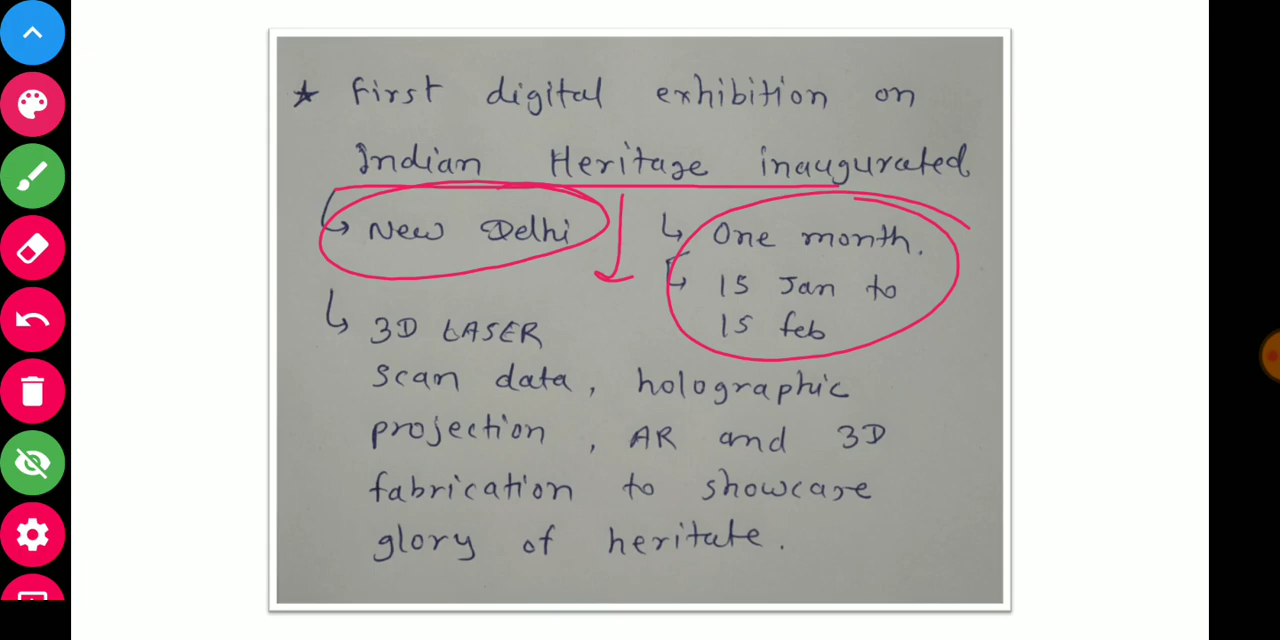 ★ First digital exhibition on
Indian Heritage inaugurated
↳ New Delhi
↳ One month.
↳ 15 Jan to
15 feb
↳ 3D LASER
scan data, holographic
projection, AR and 3D
fabrication to showcase
glory of heritate.